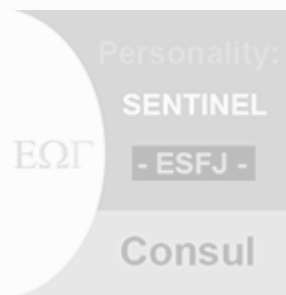 Personality:
SENTINEL
ΕΩΓ
- ESFJ -
Consul